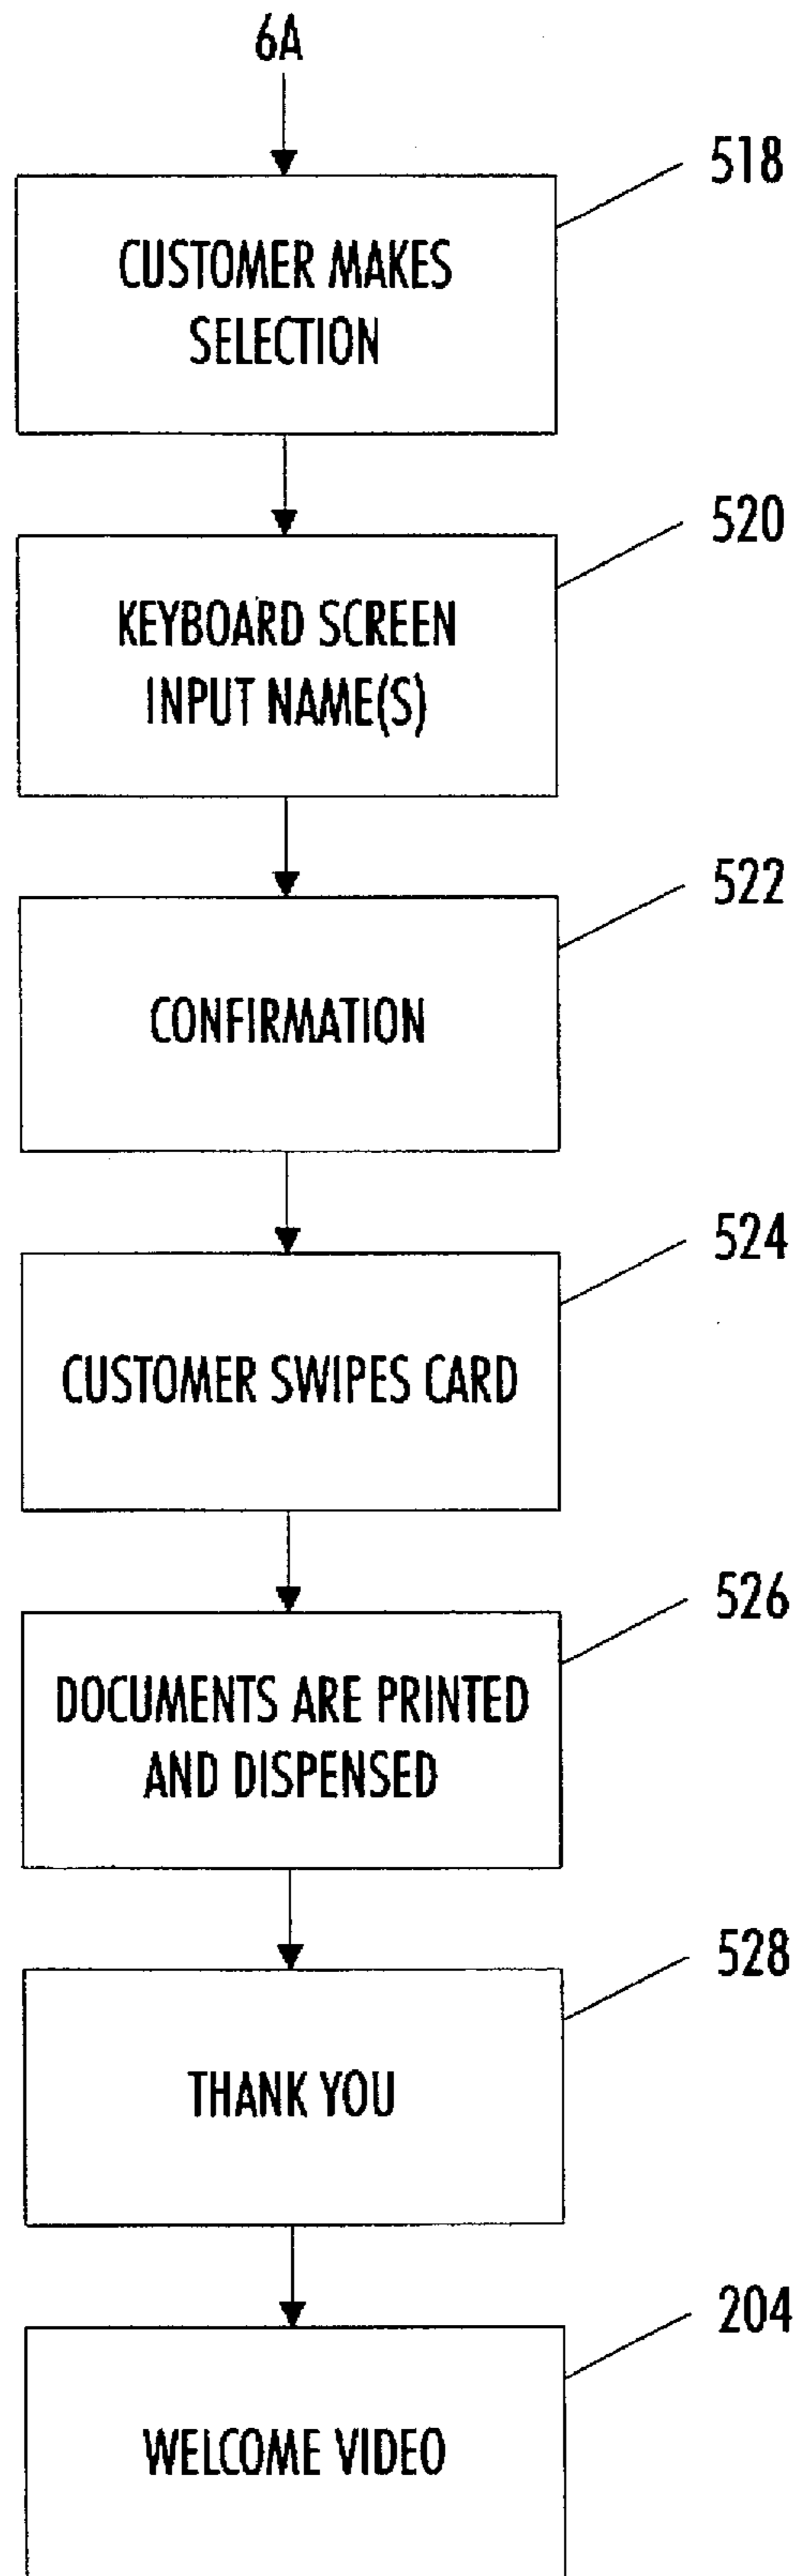 6A
518
CUSTOMER MAKES
SELECTION
520
KEYBOARD SCREEN
INPUT NAME(S)
522
CONFIRMATION
524
CUSTOMER SWIPES CARD
526
DOCUMENTS ARE PRINTED
AND DISPENSED
528
THANK YOU
204
WELCOME VIDEO